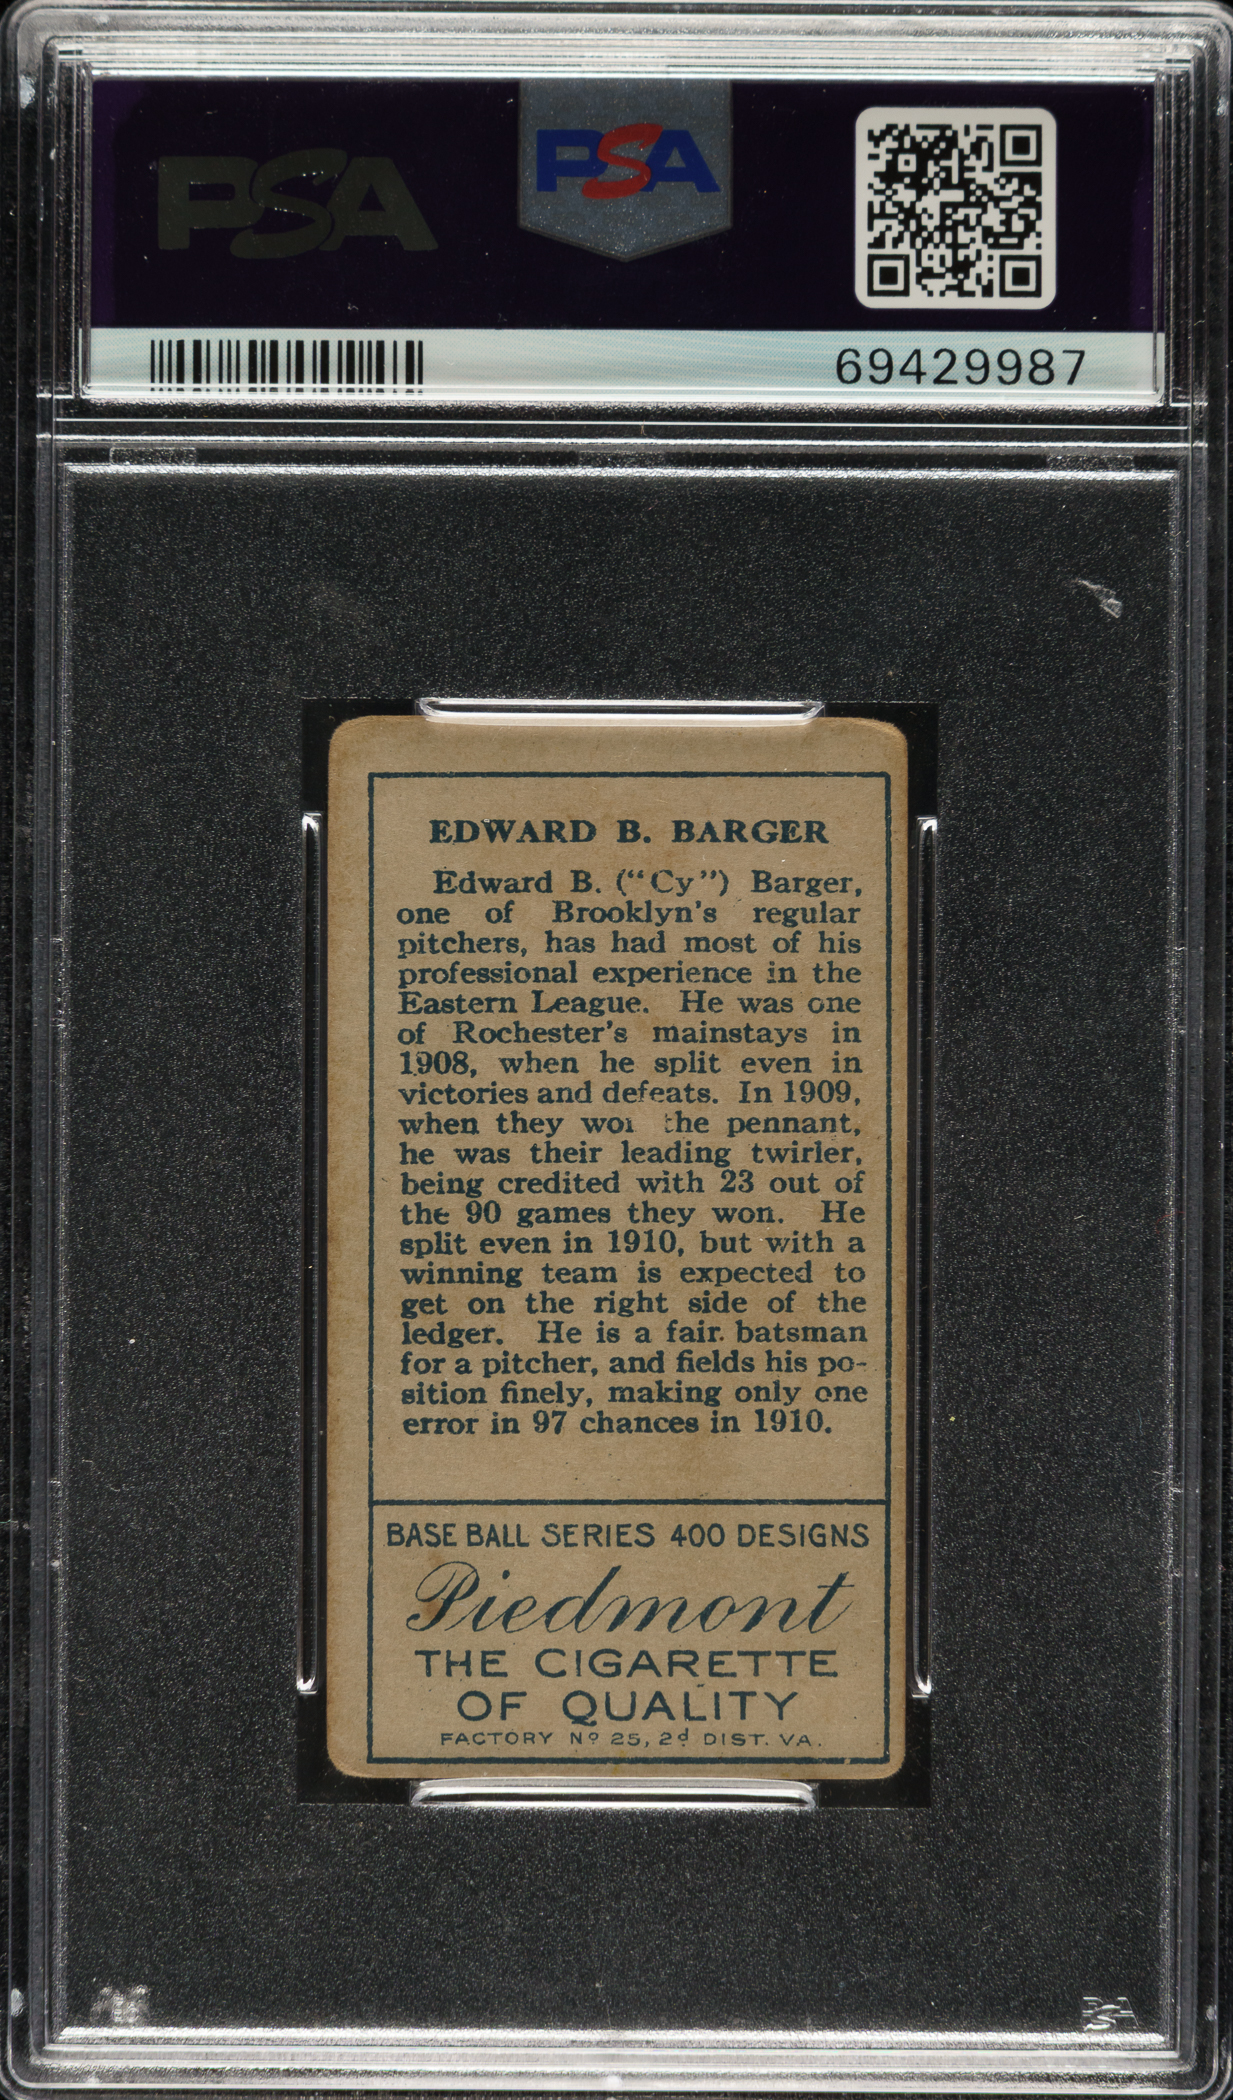 PSA
PSA
69429987
EDWARD B. BARGER
Edward B. ("Cy") Barger,
one of Brooklyn's regular
pitchers, has had most of his
professional experience in the
Eastern League. He was one
of Rochester's mainstays in
1908, when he split even in
victories and defeats. In 1909,
when they won the pennant,
he was their leading twirler,
being credited with 23 out of
the 90 games they won. He
split even in 1910, but with a
winning team is expected to
get on the right side of the
ledger. He is a fair batsman
for a pitcher, and fields his po-
sition finely, making only one
error in 97 chances in 1910.
BASE BALL SERIES 400 DESIGNS
Piedmont
THE CIGARETTE
OF QUALITY
FACTORY Nº 25, 2d DIST. VA.
PSA